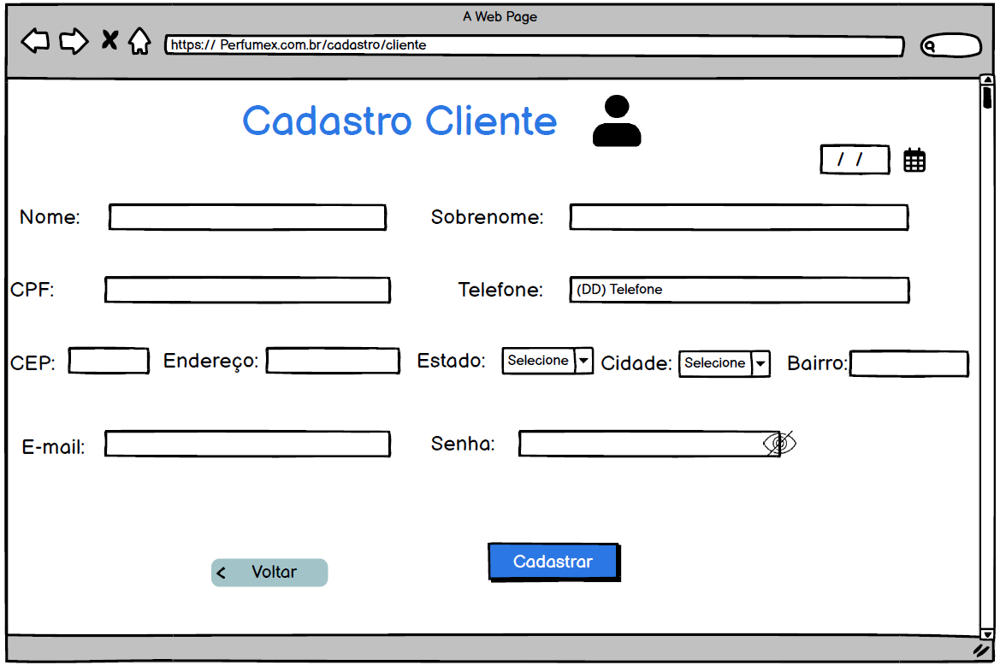 A Web Page
https:// Perfumex.com.br/cadastro/cliente
Cadastro Cliente
/ /
Nome:
Sobrenome:
CPF:
Telefone: (DD) Telefone
CEP:
Endereço:
Estado: Selecione
Cidade: Selecione
Bairro:
E-mail:
Senha:
< Voltar
Cadastrar